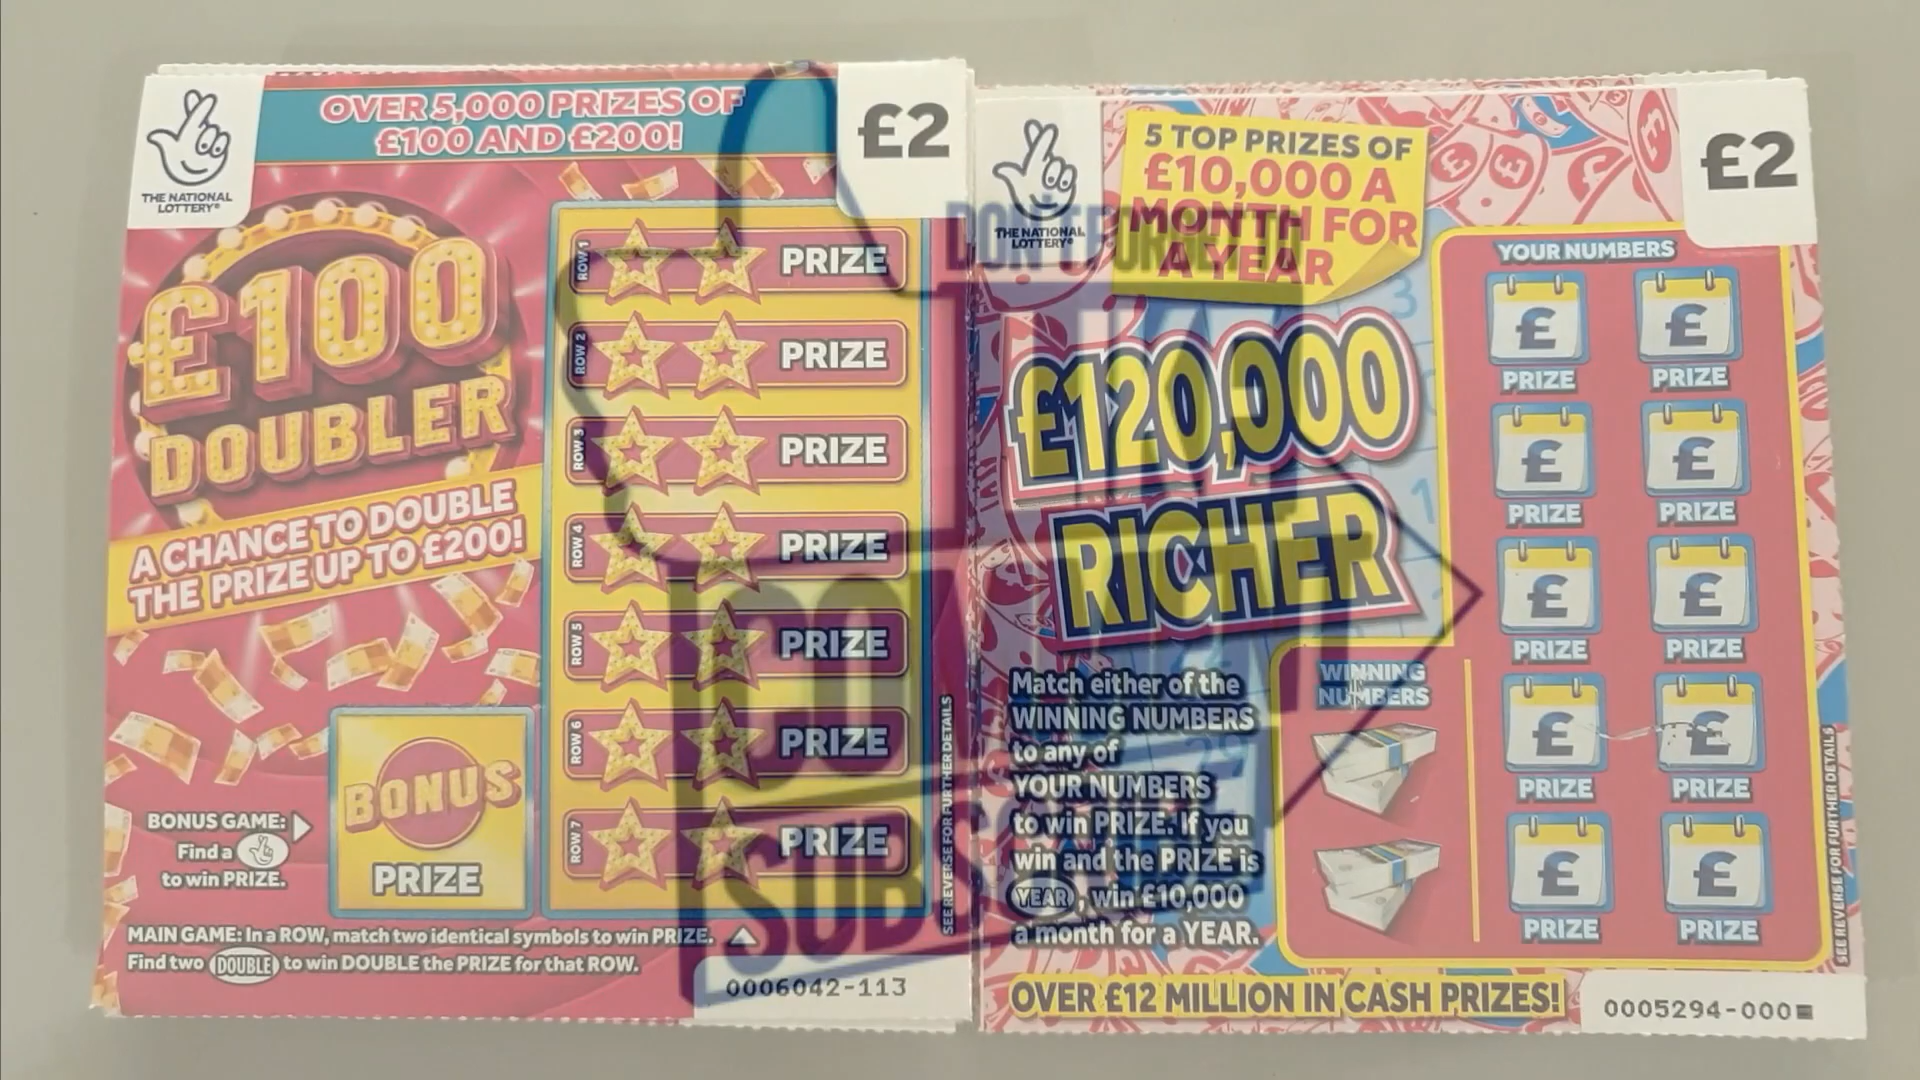 OVER 5,000 PRIZES OF
£100 AND £200!
£2
THE NATIONAL
LOTTERY®
£100
DOUBLER
A CHANCE TO DOUBLE
THE PRIZE UP TO £200!
ROW 1
PRIZE
ROW 2
PRIZE
ROW 3
PRIZE
ROW 4
PRIZE
ROW 5
PRIZE
ROW 6
PRIZE
ROW 7
PRIZE
BONUS
PRIZE
BONUS GAME:
Find a
to win PRIZE.
MAIN GAME: In a ROW, match two identical symbols to win PRIZE.
Find two DOUBLE to win DOUBLE the PRIZE for that ROW.
SEE REVERSE FOR FURTHER DETAILS
0006042-113
THE NATIONAL
LOTTERY®
5 TOP PRIZES OF
£10,000 A
MONTH FOR
A YEAR
£2
£120,000
RICHER
YOUR NUMBERS
£ £
PRIZE PRIZE
£ £
PRIZE PRIZE
£ £
PRIZE PRIZE
£ £
PRIZE PRIZE
£ £
PRIZE PRIZE
WINNING
NUMBERS
Match either of the
WINNING NUMBERS
to any of
YOUR NUMBERS
to win PRIZE. If you
win and the PRIZE is
YEAR, win £10,000
a month for a YEAR.
SEE REVERSE FOR FURTHER DETAILS
OVER £12 MILLION IN CASH PRIZES!
0005294-000
DON'T FORGET TO